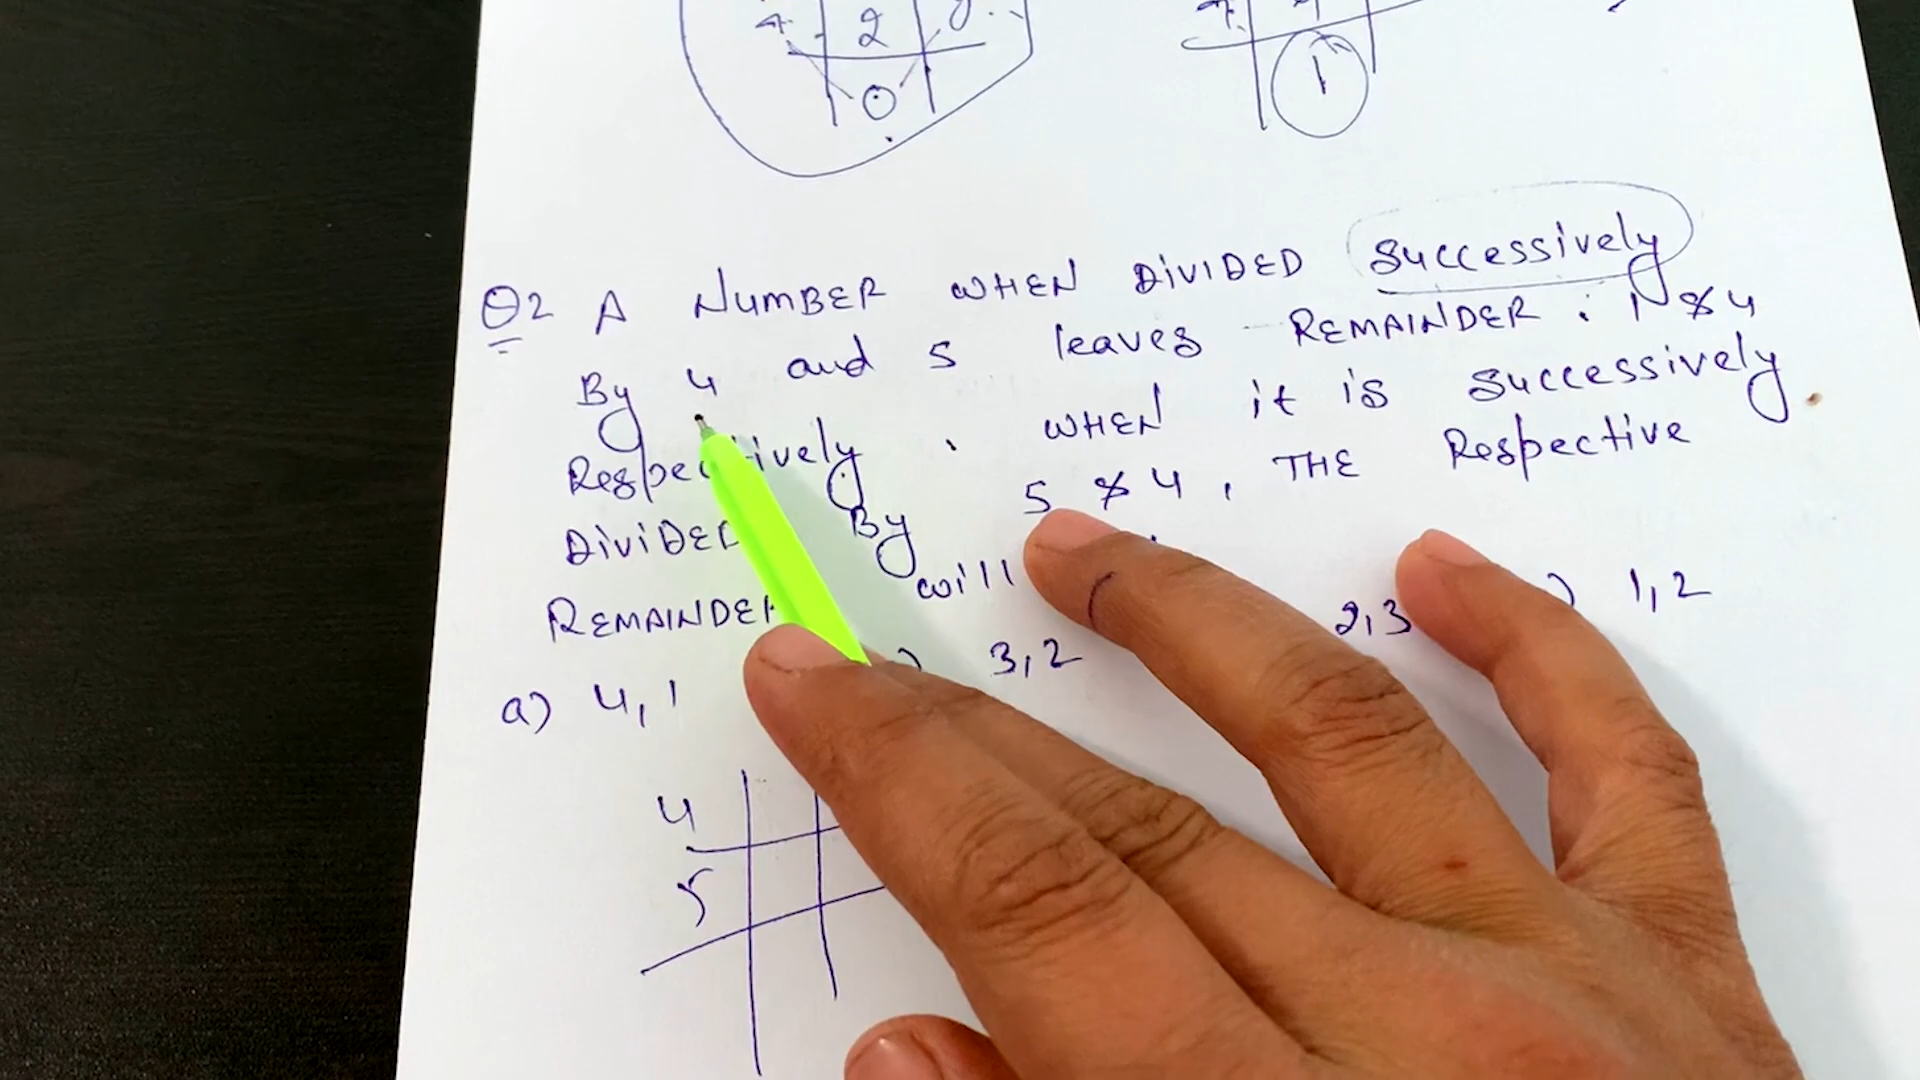 2
0
1
Q2 A NUMBER WHEN DIVIDED successively
By 4 and 5 leaves REMAINDER : 1 & 4
Respectively . WHEN it is successively
DIVIDED By 5 & 4 , THE Respective
REMAINDER will
a) 4,1 ) 3,2 2,3 ) 1,2
4
5